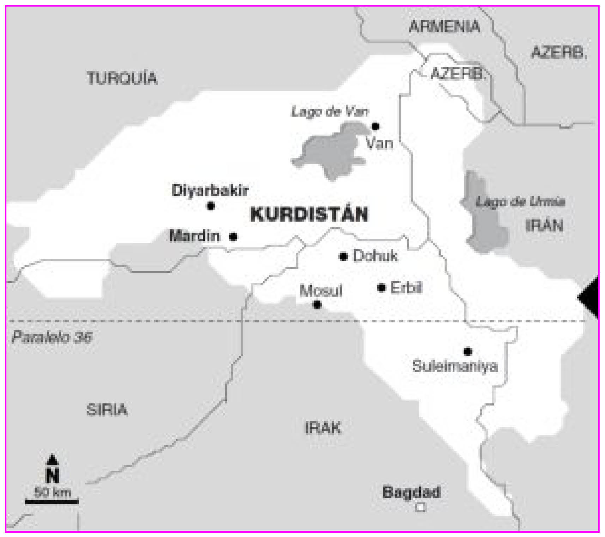 ARMENIA
AZERB.
AZERB.
TURQUÍA
Lago de Van
Van
Diyarbakir
KURDISTÁN
Lago de Urmia
IRÁN
Mardin
Dohuk
Mosul
Erbil
Paralelo 36
Suleimaniya
SIRIA
IRAK
N
50 km
Bagdad